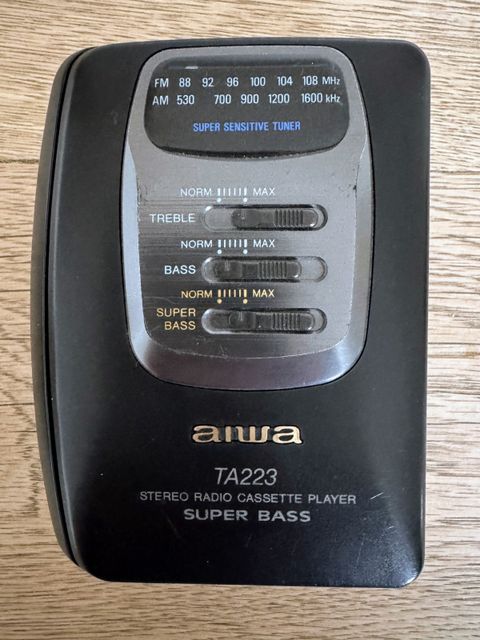 FM 88 92 96 100 104 108 MHz
AM 530 700 900 1200 1600 kHz
SUPER SENSITIVE TUNER
NORM MAX
TREBLE
NORM MAX
BASS
NORM MAX
SUPER
BASS
aiwa
TA223
STEREO RADIO CASSETTE PLAYER
SUPER BASS